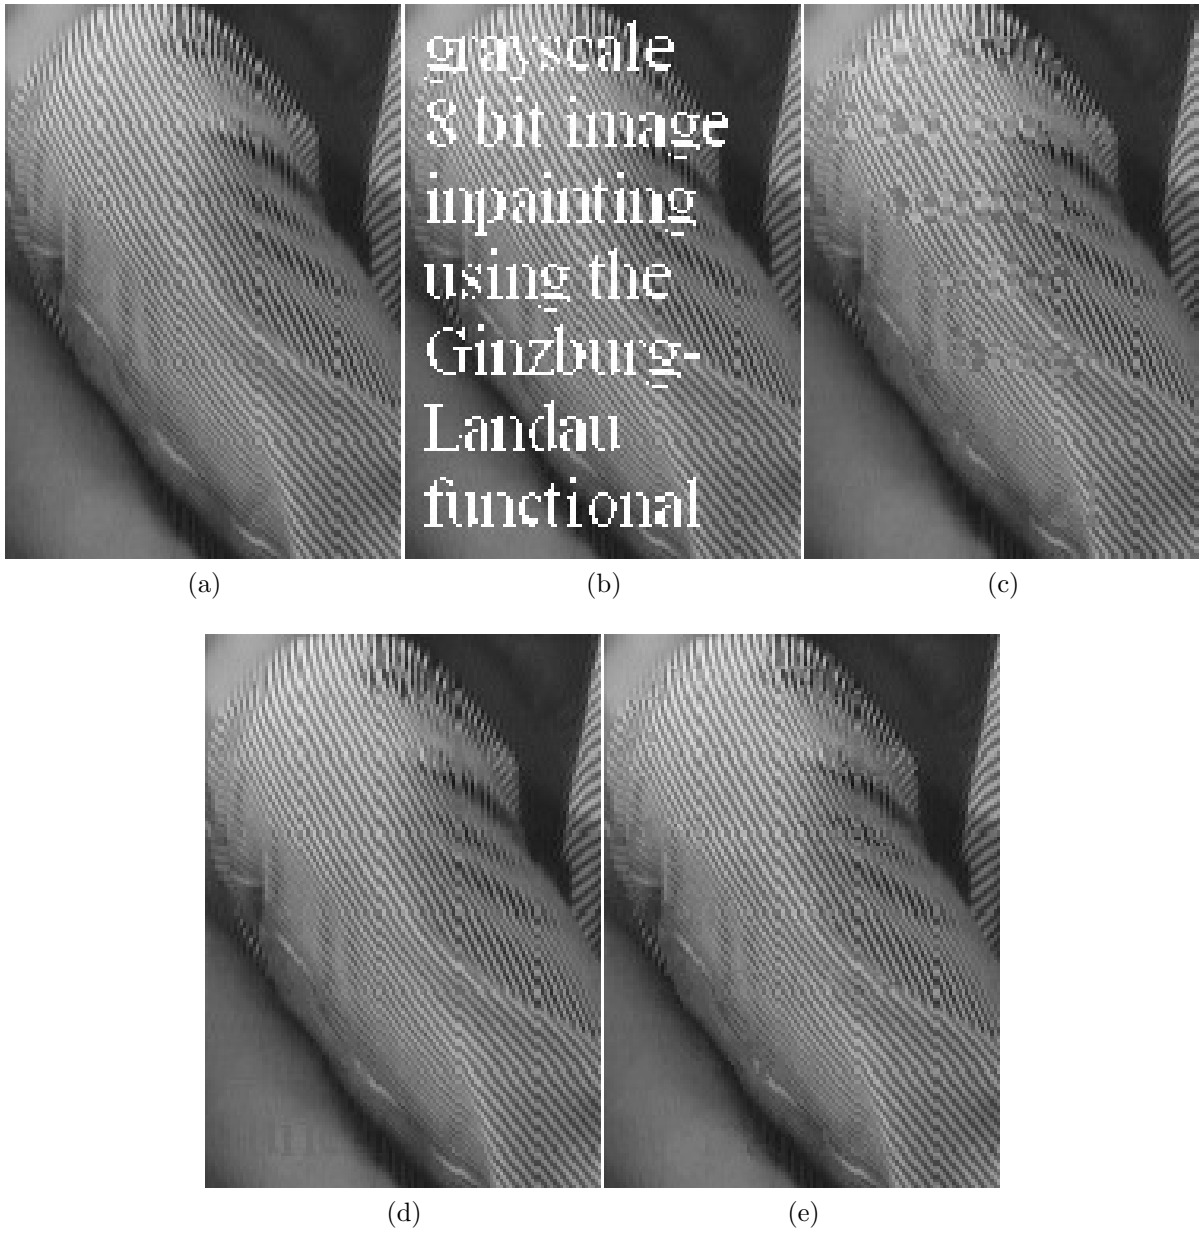 grayscale
8 bit image
inpainting
using the
Ginzburg-
Landau
functional
(a)
(b)
(c)
(d)
(e)